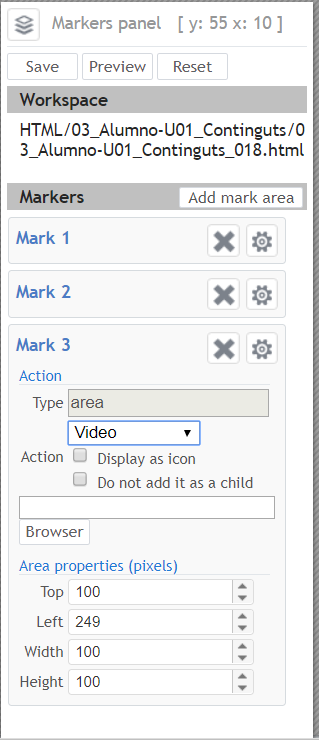 Markers panel [ y: 55 x: 10 ]
Save Preview Reset
Workspace
HTML/03_Alumno-U01_Continguts/0
3_Alumno-U01_Continguts_018.html
Markers Add mark area
Mark 1
Mark 2
Mark 3
Action
Type area
Video
Action Display as icon
Do not add it as a child
Browser
Area properties (pixels)
Top 100
Left 249
Width 100
Height 100